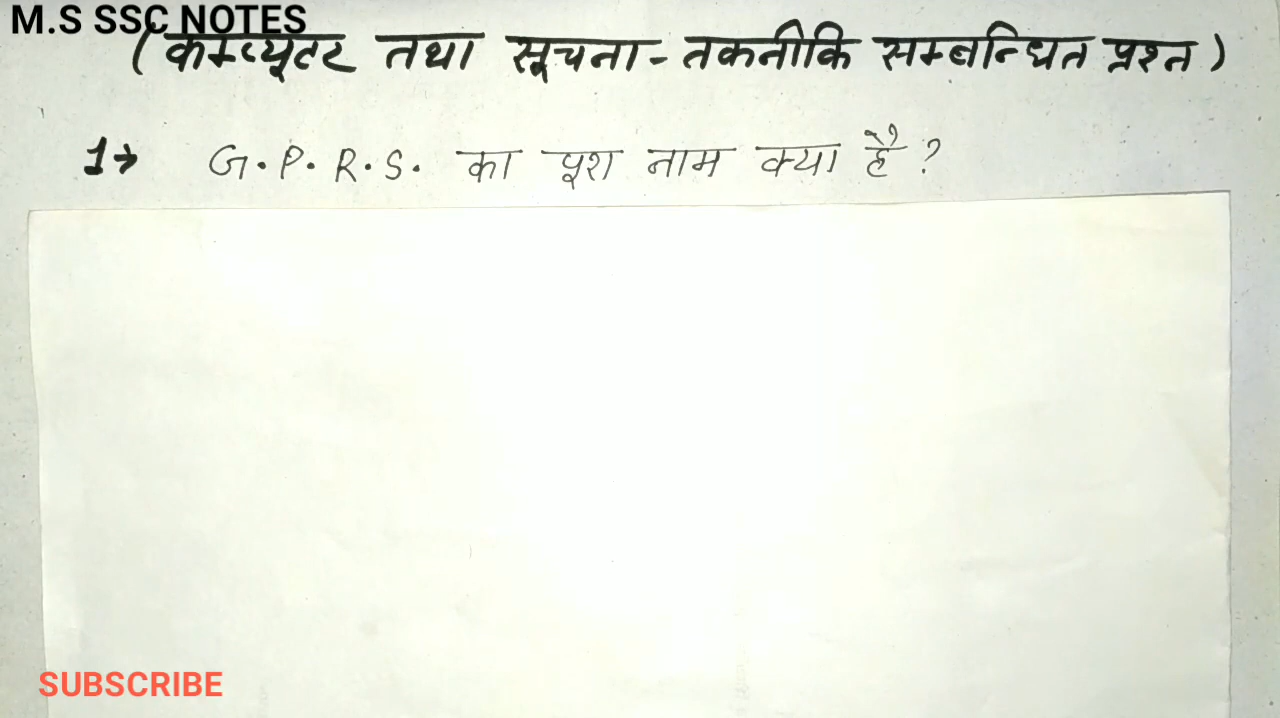 M.S SSC NOTES
(कम्प्यूटर तथा सूचना-तकनीकि सम्बन्धित प्रश्न)
1→ G.P.R.S. का पूरा नाम क्या है ?
SUBSCRIBE